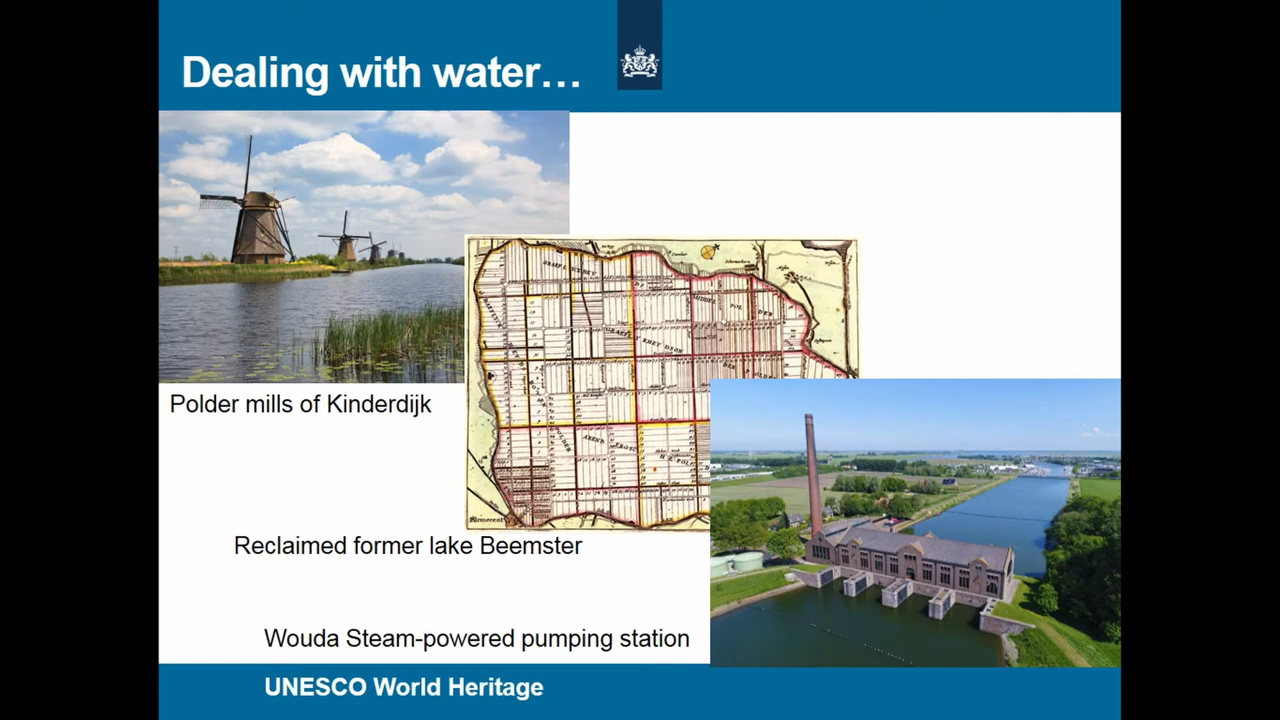 Dealing with water…
Polder mills of Kinderdijk
Reclaimed former lake Beemster
Wouda Steam-powered pumping station
UNESCO World Heritage